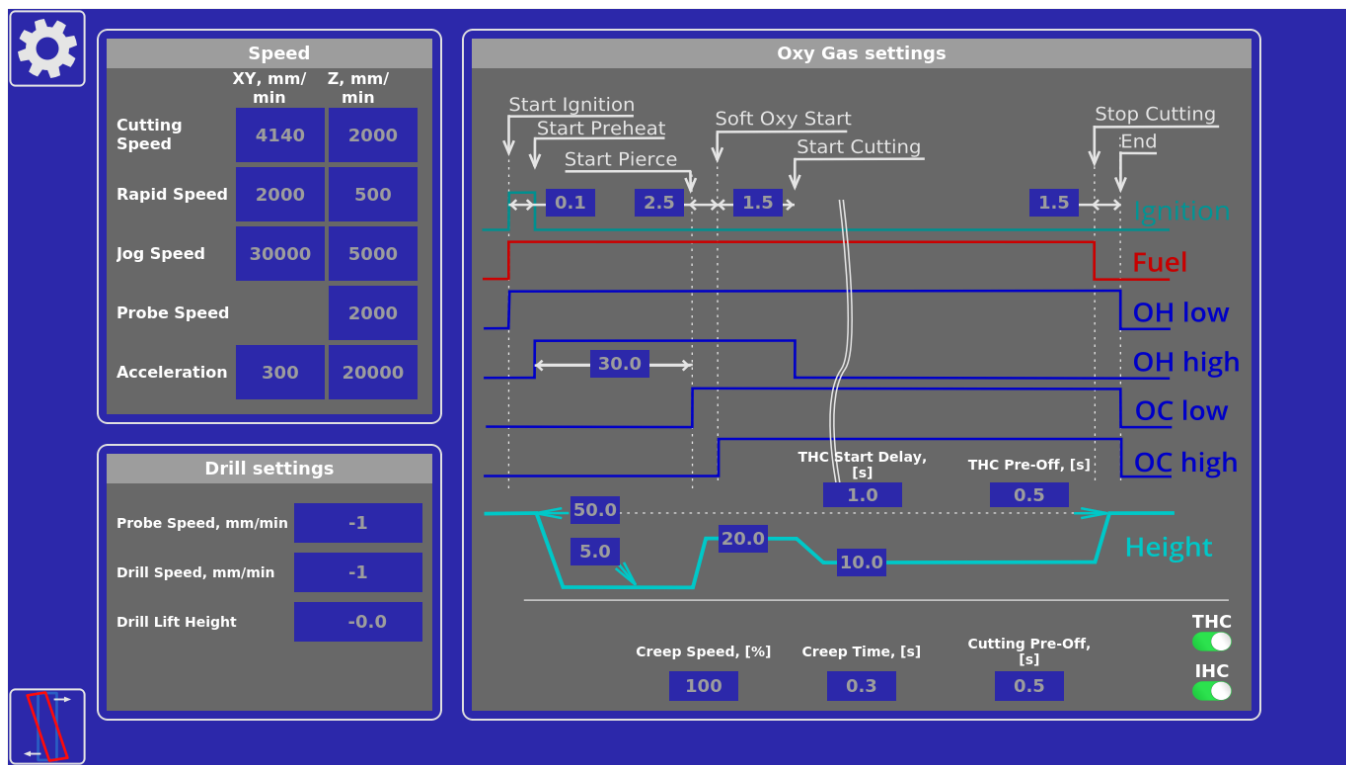 Speed
XY, mm/
min
Z, mm/
min
Cutting
Speed
4140
2000
Rapid Speed
2000
500
Jog Speed
30000
5000
Probe Speed
2000
Acceleration
300
20000
Drill settings
Probe Speed, mm/min
-1
Drill Speed, mm/min
-1
Drill Lift Height
-0.0
Oxy Gas settings
Start Ignition
Start Preheat
Start Pierce
Soft Oxy Start
Start Cutting
Stop Cutting
End
0.1
2.5
1.5
1.5
Ignition
Fuel
OH low
30.0
OH high
OC low
OC high
THC Start Delay,
[s]
1.0
THC Pre-Off, [s]
0.5
50.0
5.0
20.0
10.0
Height
Creep Speed, [%]
100
Creep Time, [s]
0.3
Cutting Pre-Off,
[s]
0.5
THC
IHC